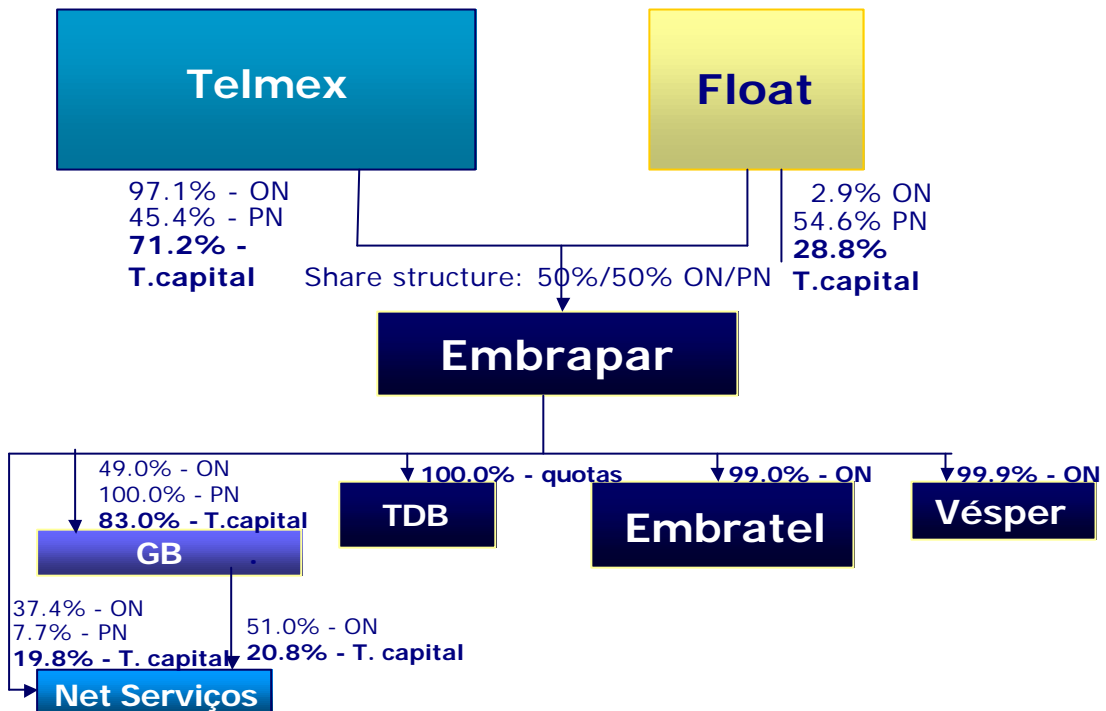 Telmex
Float
97.1% - ON
45.4% - PN
71.2% -
T.capital
2.9% ON
54.6% PN
28.8%
T.capital
Share structure: 50%/50% ON/PN
Embrapar
49.0% - ON
100.0% - PN
83.0% - T.capital
100.0% - quotas
99.0% - ON
99.9% - ON
GB .
TDB
Embratel
Vésper
37.4% - ON
7.7% - PN
19.8% - T. capital
51.0% - ON
20.8% - T. capital
Net Serviços